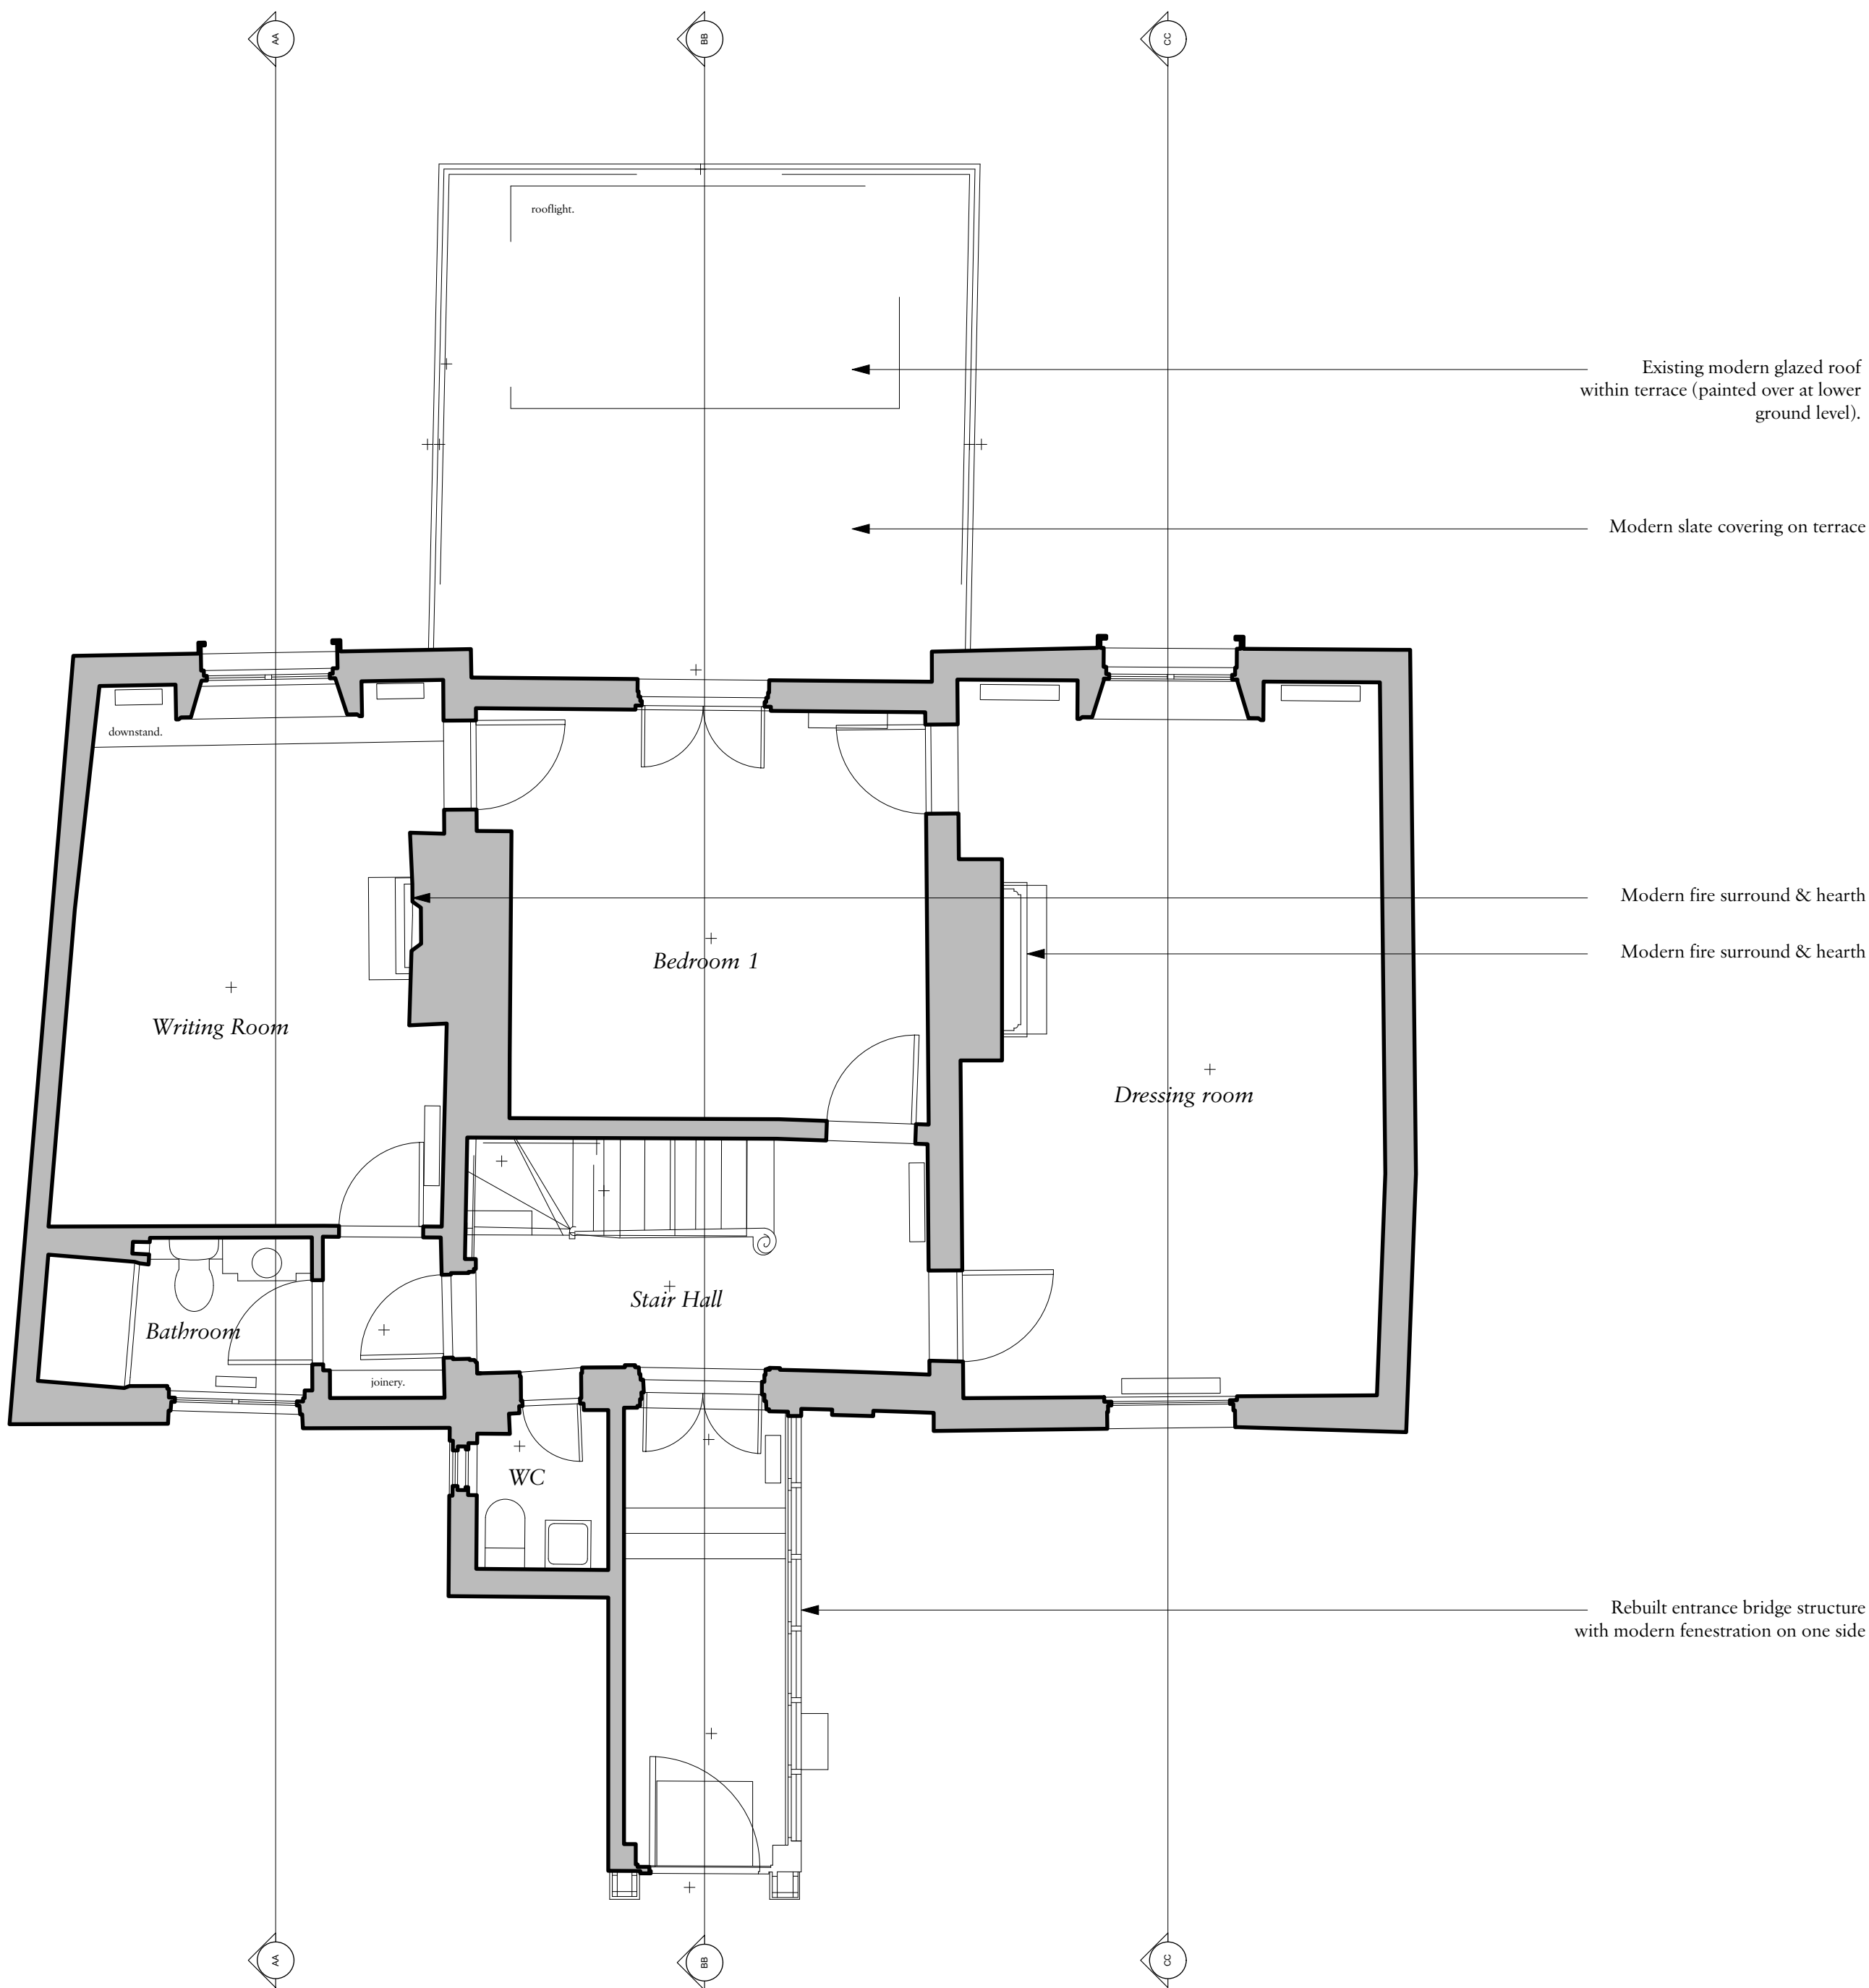 AA
BB
CC
rooflight.
Existing modern glazed roof
within terrace (painted over at lower
ground level).
Modern slate covering on terrace
downstand.
Modern fire surround & hearth
Bedroom 1
Modern fire surround & hearth
Writing Room
Dressing room
Stair Hall
Bathroom
joinery.
WC
Rebuilt entrance bridge structure
with modern fenestration on one side
AA
BB
CC